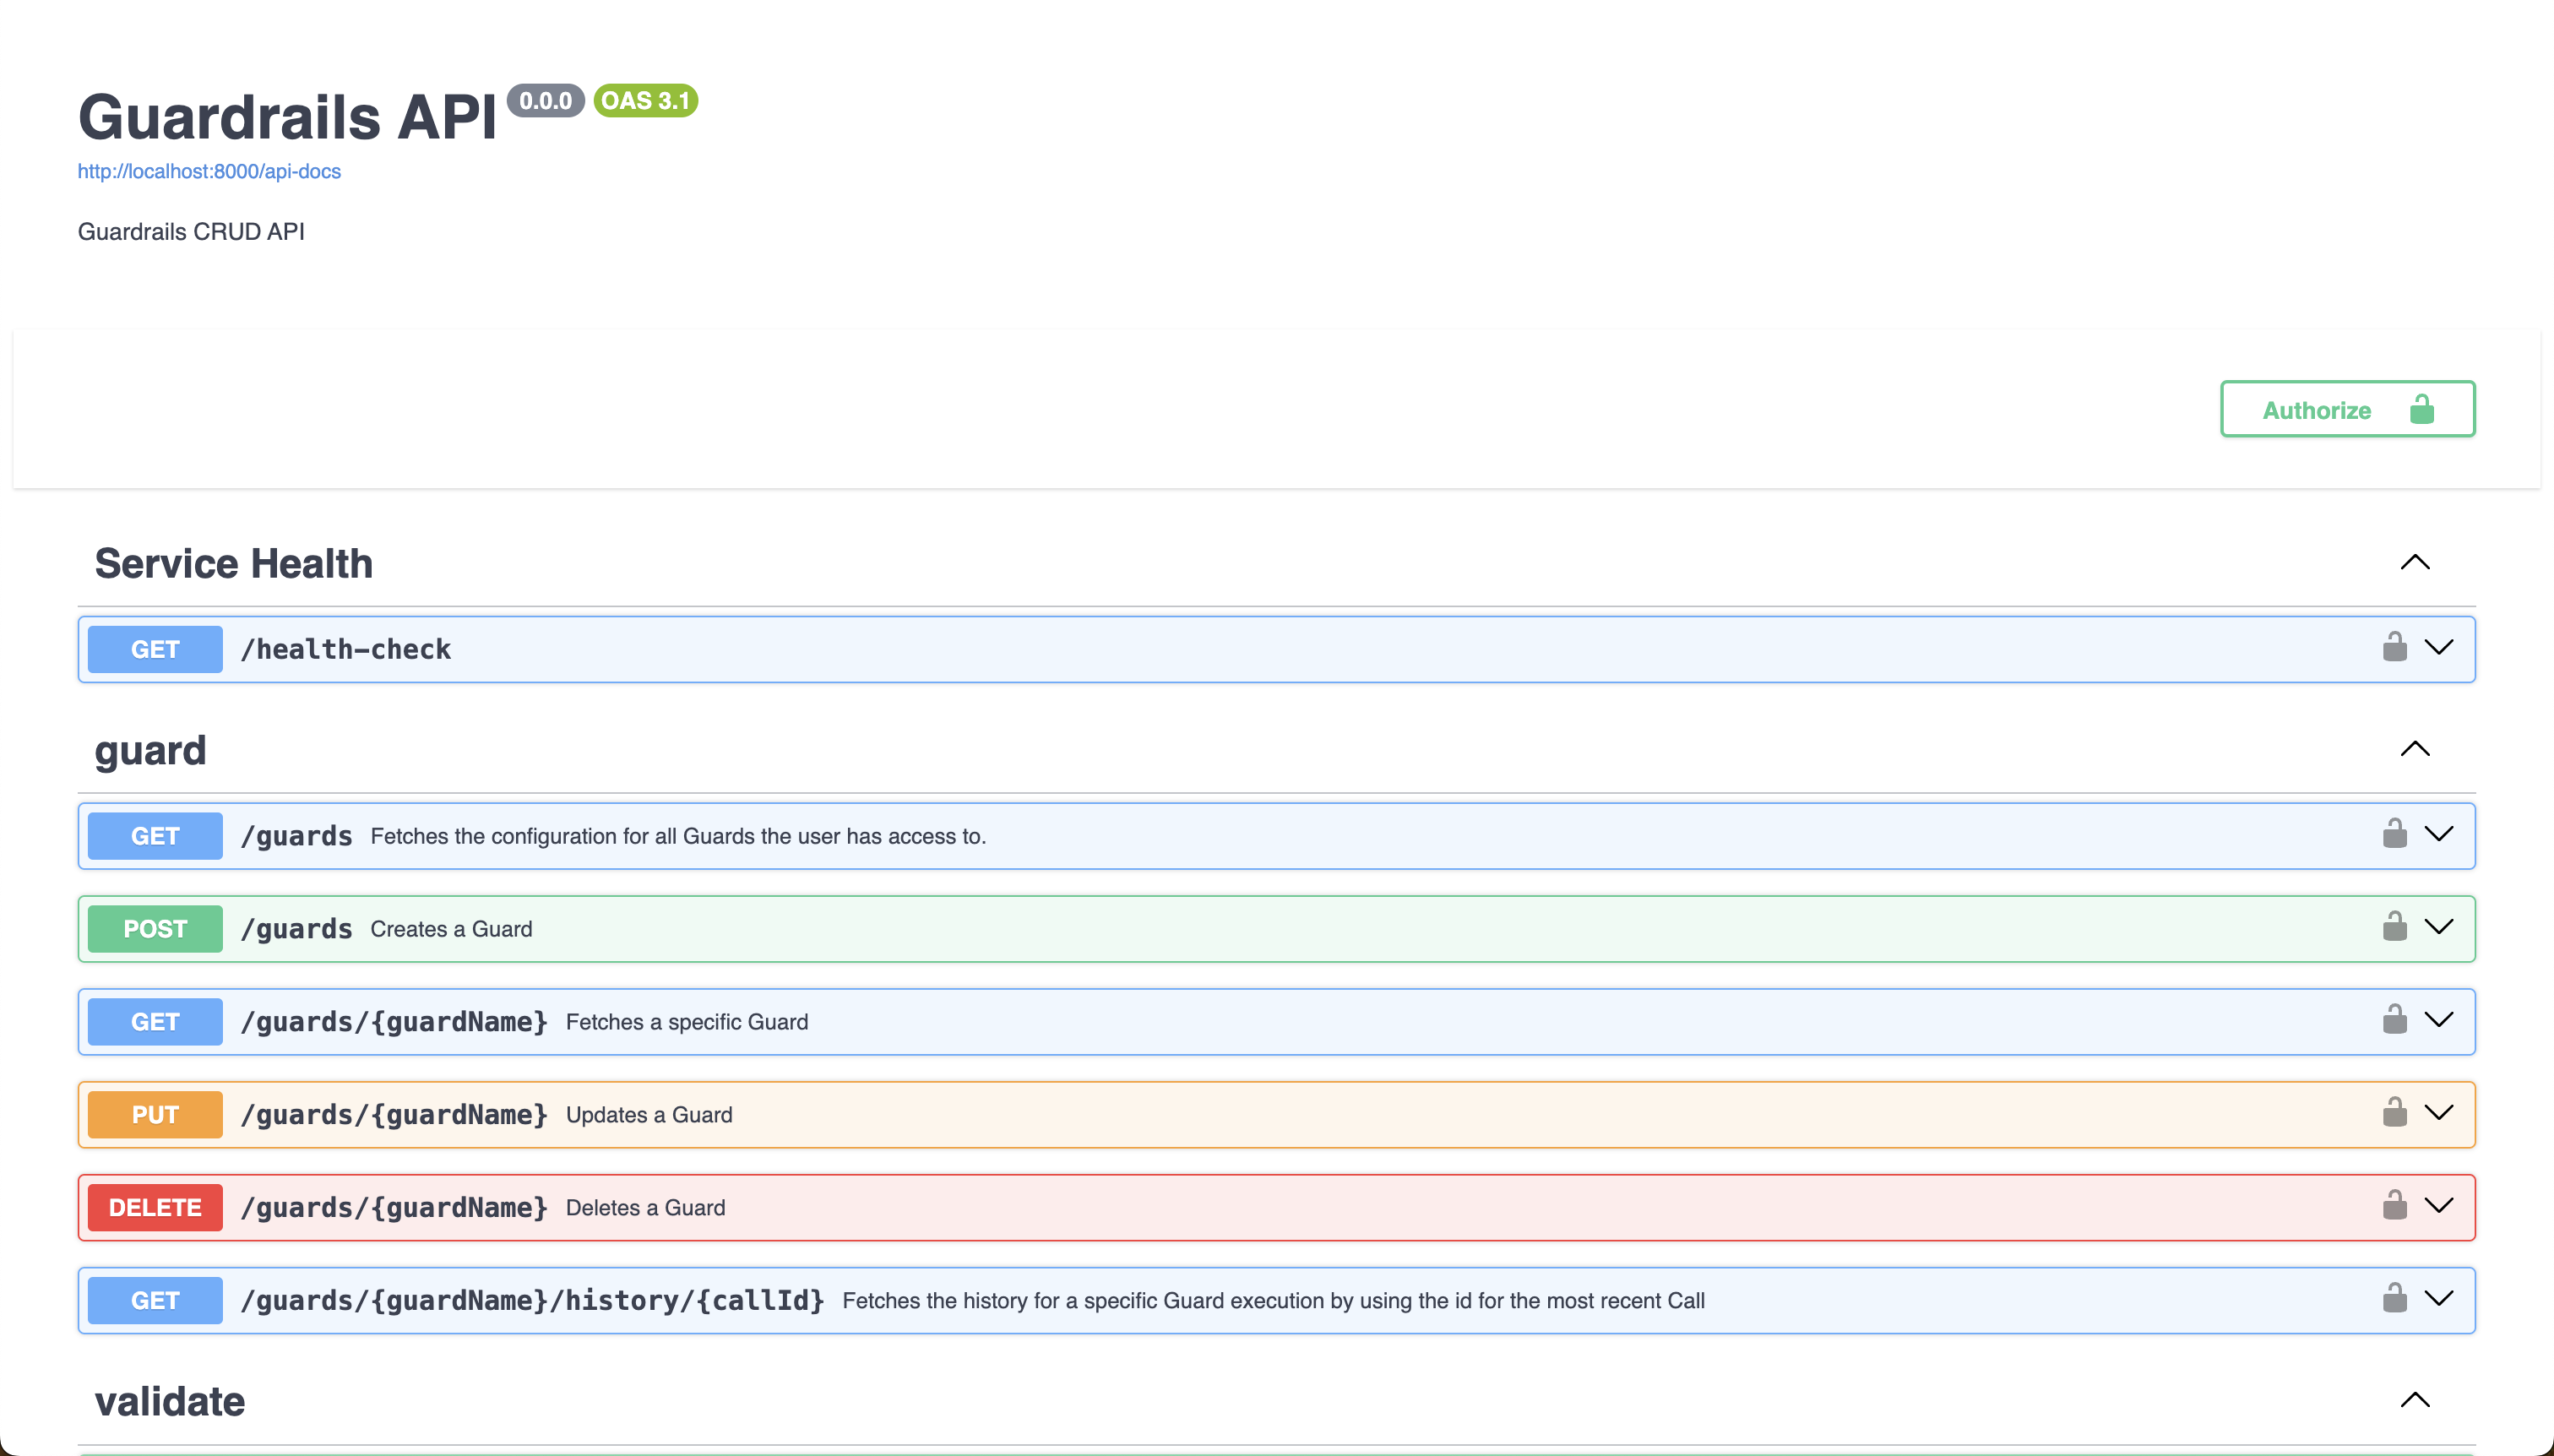 Guardrails API 0.0.0 OAS 3.1
http://localhost:8000/api-docs
Guardrails CRUD API
Authorize
Service Health
GET /health-check
guard
GET /guards Fetches the configuration for all Guards the user has access to.
POST /guards Creates a Guard
GET /guards/{guardName} Fetches a specific Guard
PUT /guards/{guardName} Updates a Guard
DELETE /guards/{guardName} Deletes a Guard
GET /guards/{guardName}/history/{callId} Fetches the history for a specific Guard execution by using the id for the most recent Call
validate